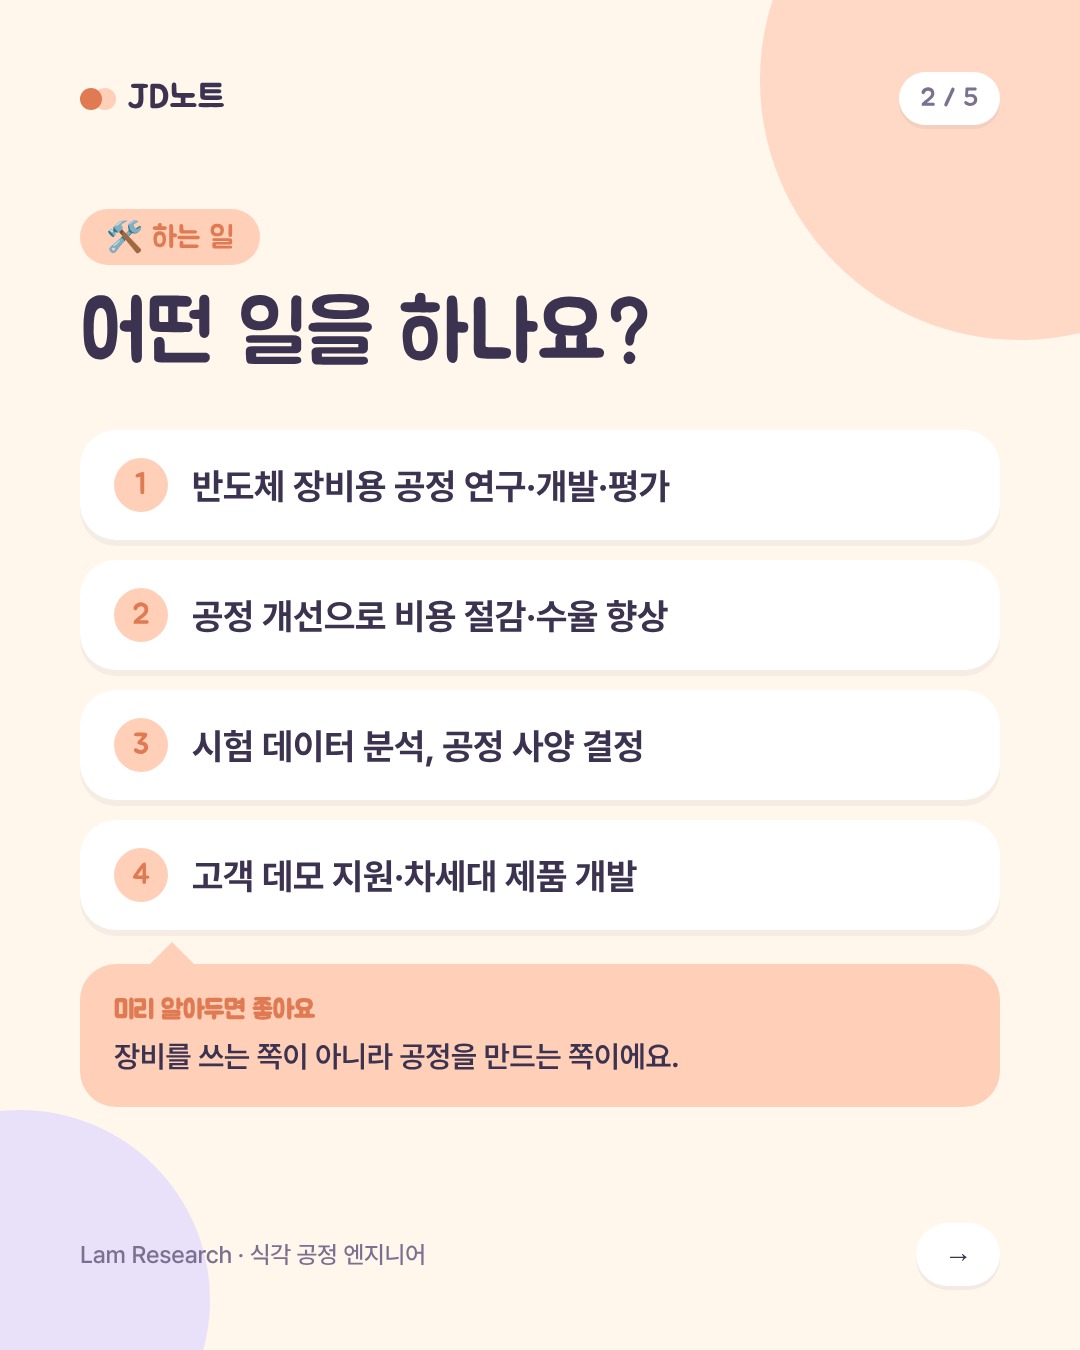 JD노트
2 / 5
🛠️ 하는 일
어떤 일을 하나요?
1 반도체 장비용 공정 연구·개발·평가
2 공정 개선으로 비용 절감·수율 향상
3 시험 데이터 분석, 공정 사양 결정
4 고객 데모 지원·차세대 제품 개발
미리 알아두면 좋아요
장비를 쓰는 쪽이 아니라 공정을 만드는 쪽이에요.
Lam Research · 식각 공정 엔지니어
→